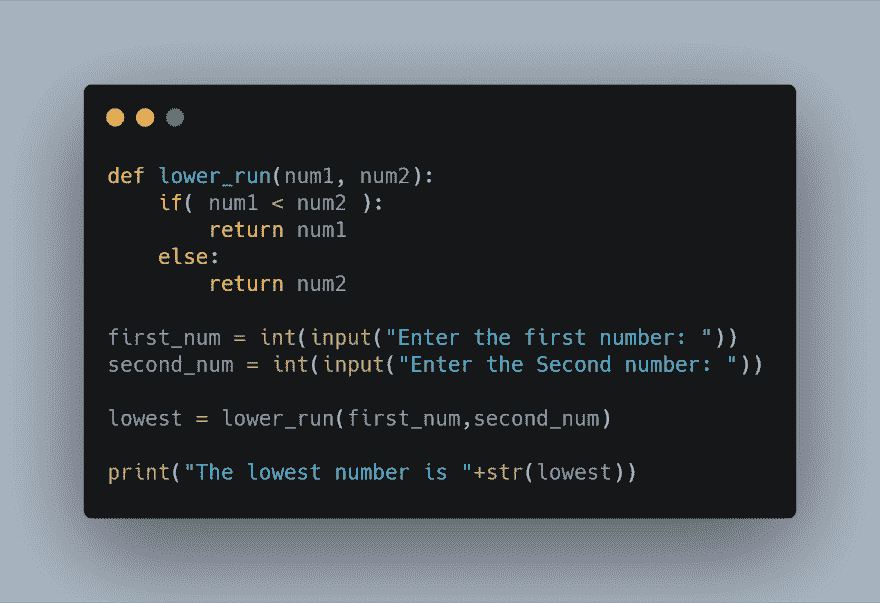 def lower_run(num1, num2):
    if( num1 < num2 ):
        return num1
    else:
        return num2
first_num = int(input("Enter the first number: "))
second_num = int(input("Enter the Second number: "))
lowest = lower_run(first_num,second_num)
print("The lowest number is "+str(lowest))